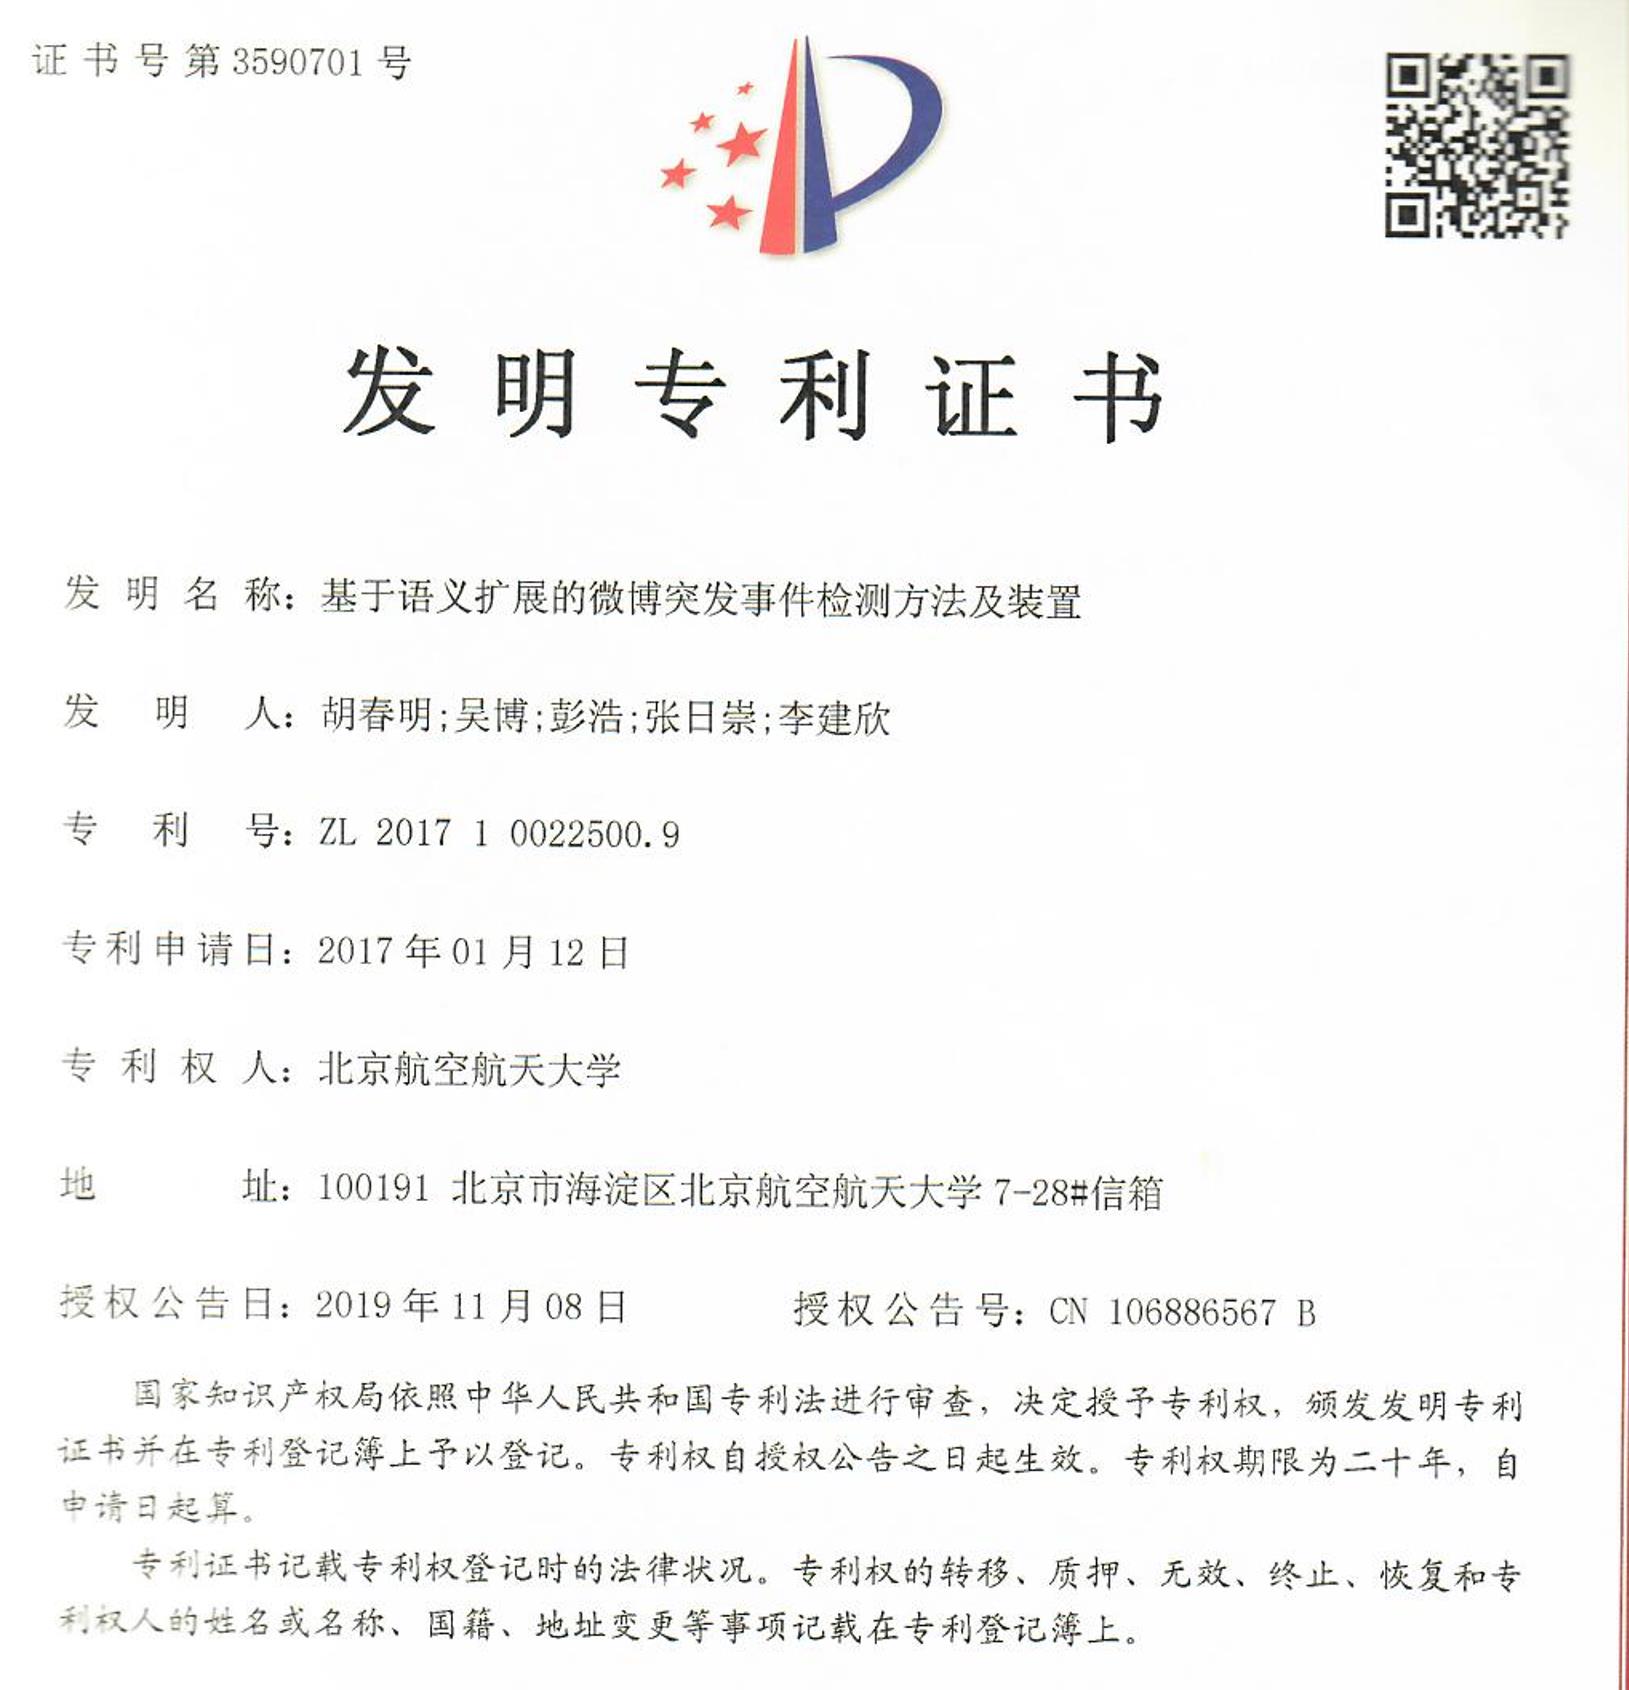 证书号第3590701号
发明专利证书
发明名称：基于语义扩展的微博突发事件检测方法及装置
发明人：胡春明;吴博;彭浩;张日崇;李建欣
专利号：ZL 2017 1 0022500.9
专利申请日：2017年01月12日
专利权人：北京航空航天大学
地址：100191 北京市海淀区北京航空航天大学7-28#信箱
授权公告日：2019年11月08日 授权公告号：CN 106886567 B
国家知识产权局依照中华人民共和国专利法进行审查，决定授予专利权，颁发发明专利
证书并在专利登记簿上予以登记。专利权自授权公告之日起生效。专利权期限为二十年，自
申请日起算。
专利证书记载专利权登记时的法律状况。专利权的转移、质押、无效、终止、恢复和专
利权人的姓名或名称、国籍、地址变更等事项记载在专利登记簿上。